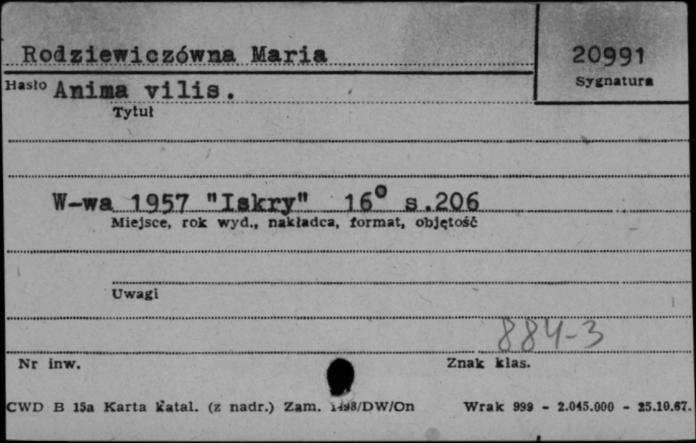 Rodziewiczówna Maria
20991
Hasło
Sygnatura
Anima vilis.
Tytuł
W-wa 1957 "Iskry" 16° s.206
Miejsce, rok wyd., nakładca, format, objętość
Uwagi
884-3
Nr inw.
Znak klas.
CWD B 15a Karta katal. (z nadr.) Zam. /DW/On
Wrak 999 - 2.045.000 - 25.10.67.